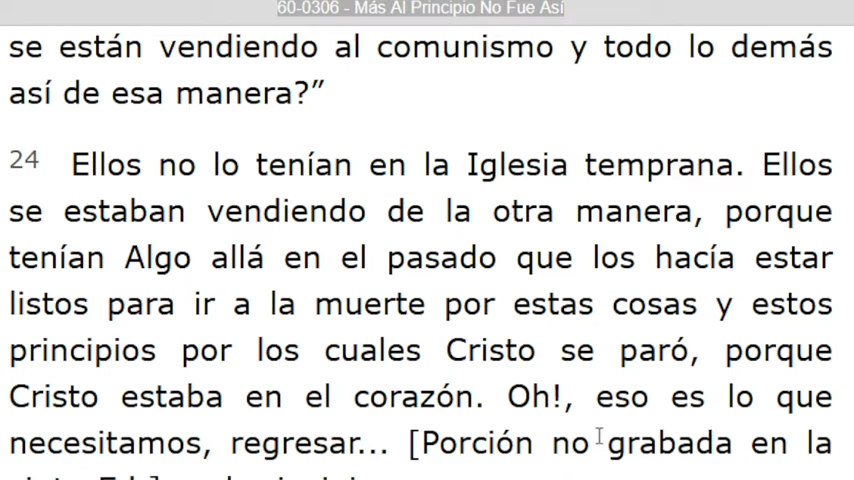 60-0306 - Más Al Principio No Fue Así
se están vendiendo al comunismo y todo lo demás
así de esa manera?”
24 Ellos no lo tenían en la Iglesia temprana. Ellos
se estaban vendiendo de la otra manera, porque
tenían Algo allá en el pasado que los hacía estar
listos para ir a la muerte por estas cosas y estos
principios por los cuales Cristo se paró, porque
Cristo estaba en el corazón. Oh!, eso es lo que
necesitamos, regresar... [Porción no grabada en la